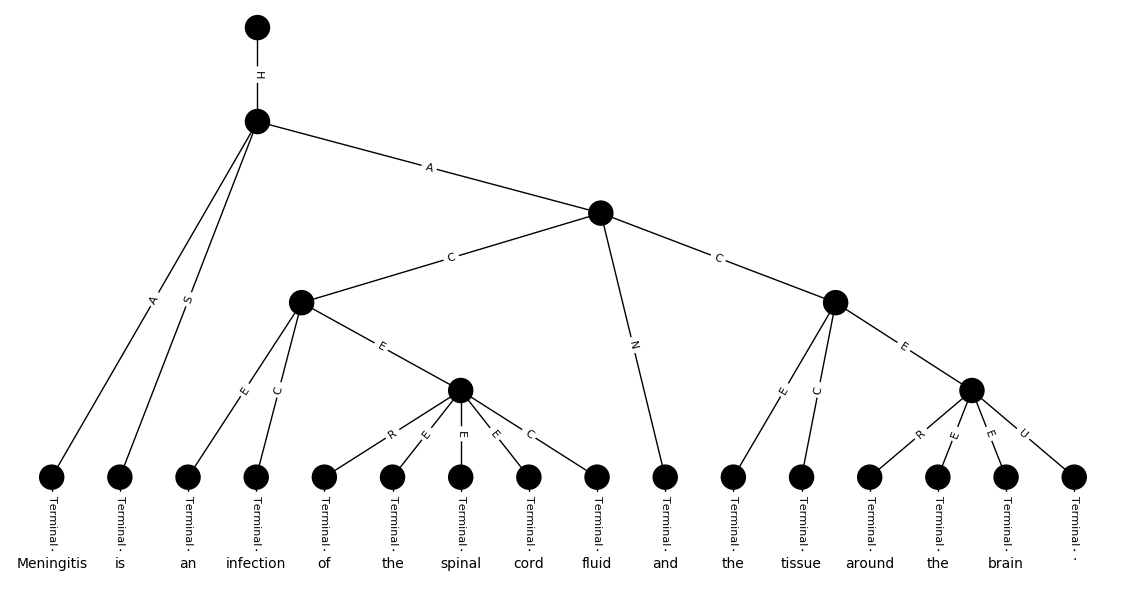 H
A
C
C
A
S
E
E
N
E
C
E
C
R
E
E
E
C
R
E
E
U
Terminal Terminal Terminal Terminal Terminal Terminal Terminal Terminal Terminal Terminal Terminal Terminal Terminal Terminal Terminal Terminal
Meningitis is an infection of the spinal cord fluid and the tissue around the brain .